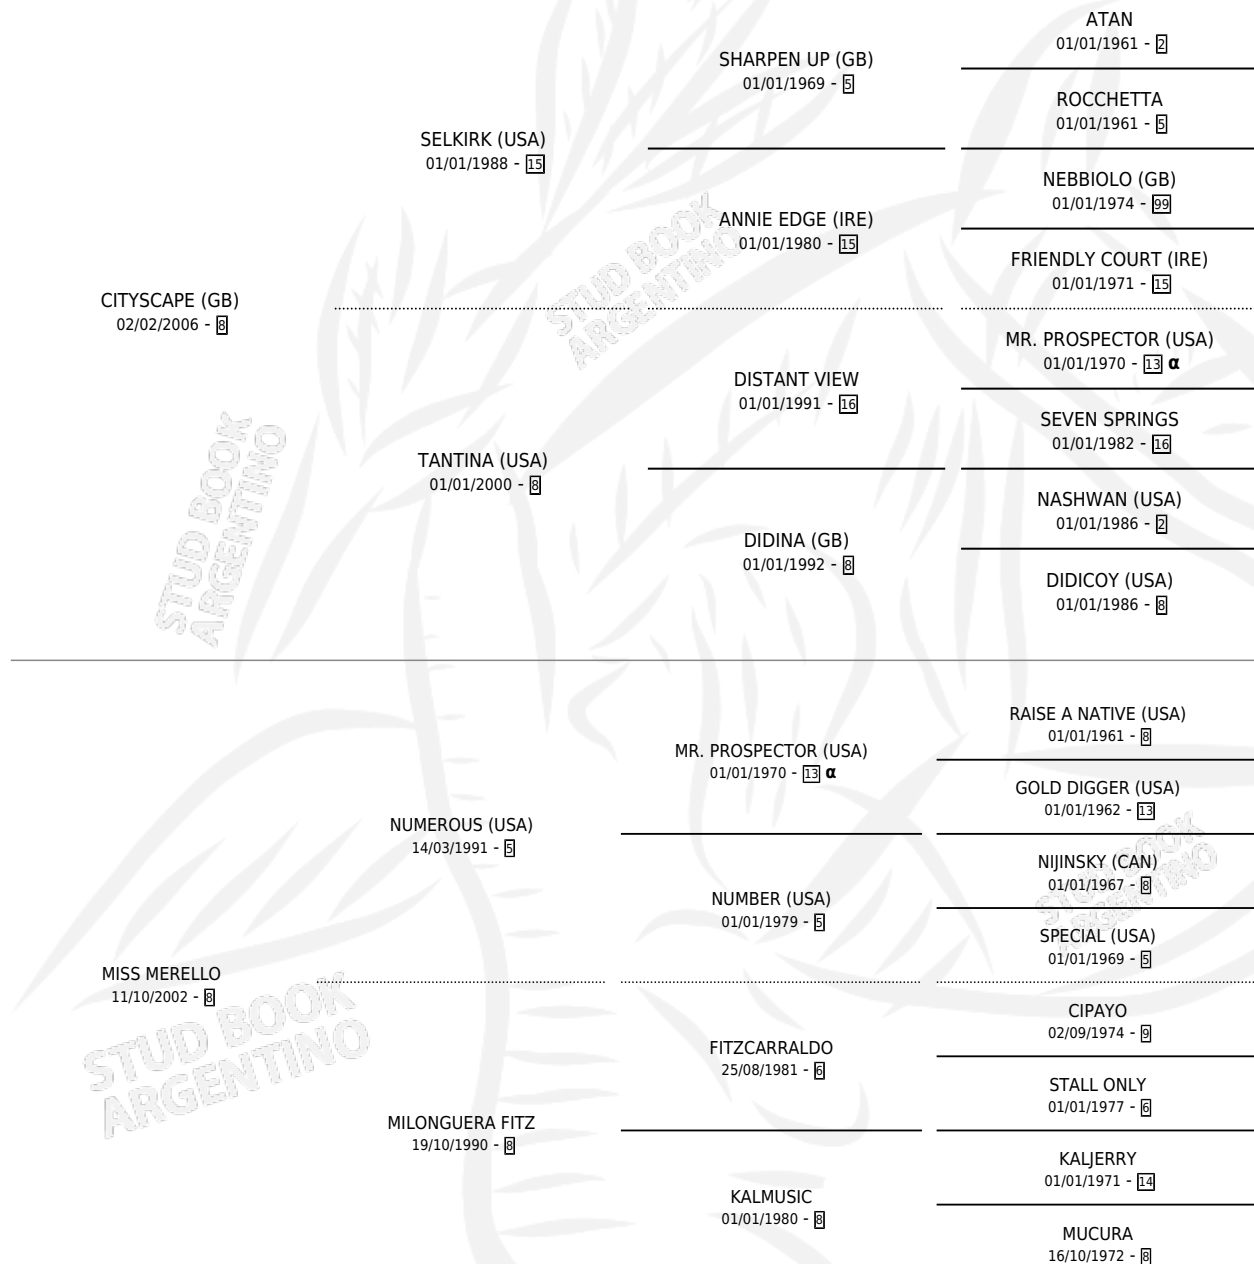 ATAN
01/01/1961 - 2
SHARPEN UP (GB)
01/01/1969 - 5
ROCCHETTA
01/01/1961 - 5
SELKIRK (USA)
01/01/1988 - 15
NEBBIOLO (GB)
01/01/1974 - 99
ANNIE EDGE (IRE)
01/01/1980 - 15
FRIENDLY COURT (IRE)
01/01/1971 - 15
CITYSCAPE (GB)
02/02/2006 - 8
MR. PROSPECTOR (USA)
01/01/1970 - 13 α
DISTANT VIEW
01/01/1991 - 16
SEVEN SPRINGS
01/01/1982 - 16
TANTINA (USA)
01/01/2000 - 8
NASHWAN (USA)
01/01/1986 - 2
DIDINA (GB)
01/01/1992 - 8
DIDICOY (USA)
01/01/1986 - 8
RAISE A NATIVE (USA)
01/01/1961 - 8
MR. PROSPECTOR (USA)
01/01/1970 - 13 α
GOLD DIGGER (USA)
01/01/1962 - 13
NUMEROUS (USA)
14/03/1991 - 5
NIJINSKY (CAN)
01/01/1967 - 8
NUMBER (USA)
01/01/1979 - 5
SPECIAL (USA)
01/01/1969 - 5
MISS MERELLO
11/10/2002 - 8
CIPAYO
02/09/1974 - 9
FITZCARRALDO
25/08/1981 - 6
STALL ONLY
01/01/1977 - 6
MILONGUERA FITZ
19/10/1990 - 8
KALJERRY
01/01/1971 - 14
KALMUSIC
01/01/1980 - 8
MUCURA
16/10/1972 - 8
STUD BOOK
ARGENTINO
STUD BOOK
ARGENTINO
STUD BOOK
ARGENTINO
STUD BOOK
ARGENTINO